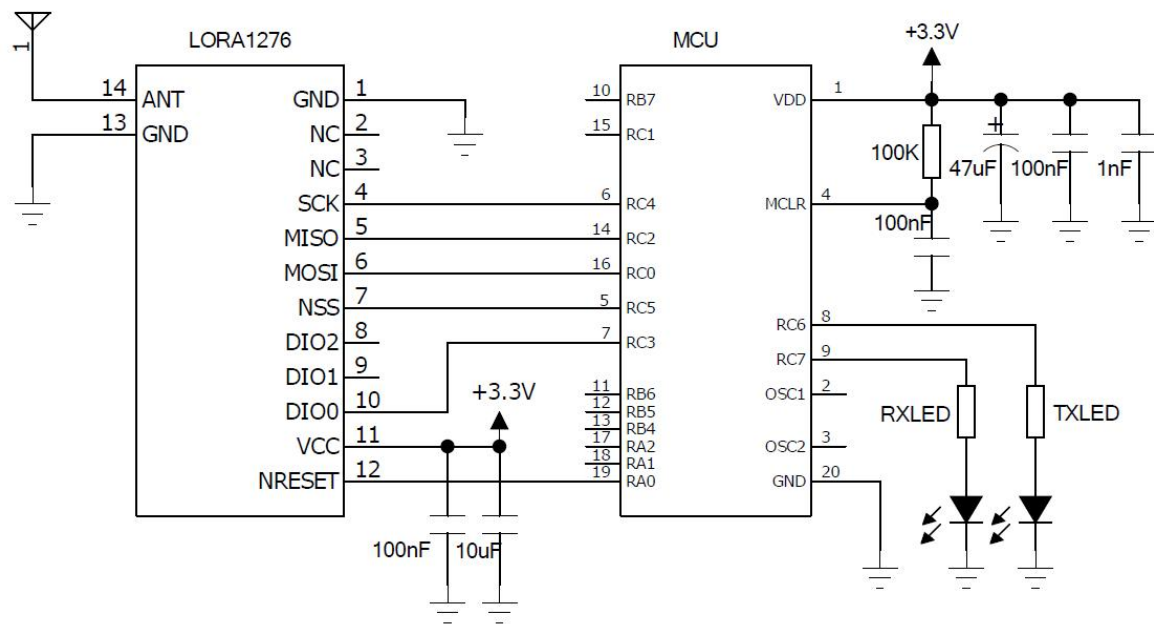 LORA1276
MCU
+3.3V
1
14
ANT
GND
1
10
RB7
VDD
1
13
GND
NC
2
15
RC1
NC
3
100K
47uF
+
100nF
1nF
SCK
4
6
RC4
MCLR
4
100nF
MISO
5
14
RC2
MOSI
6
16
RC0
NSS
7
5
RC5
DIO2
8
7
RC3
RC6
8
DIO1
9
RC7
9
DIO0
10
+3.3V
11
RB6
OSC1
2
RXLED
TXLED
12
RB5
13
RB4
VCC
11
17
RA2
OSC2
3
18
RA1
NRESET
12
19
RA0
GND
20
100nF
10uF